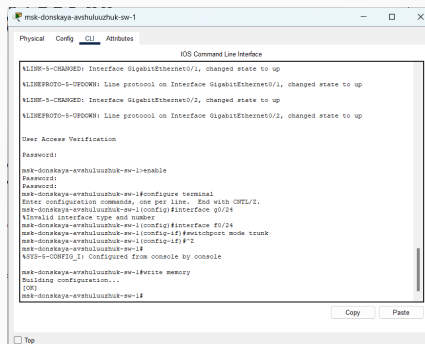 msk-donskaya-avshuluuzhuk-sw-1
Physical Config CLI Attributes
IOS Command Line Interface
%LINK-5-CHANGED: Interface GigabitEthernet0/1, changed state to up
%LINEPROTO-5-UPDOWN: Line protocol on Interface GigabitEthernet0/1, changed state to up
%LINK-5-CHANGED: Interface GigabitEthernet0/2, changed state to up
%LINEPROTO-5-UPDOWN: Line protocol on Interface GigabitEthernet0/2, changed state to up
User Access Verification
Password:
msk-donskaya-avshuluuzhuk-sw-1>enable
Password:
Password:
msk-donskaya-avshuluuzhuk-sw-1#configure terminal
Enter configuration commands, one per line. End with CNTL/Z.
msk-donskaya-avshuluuzhuk-sw-1(config)#interface g0/24
%Invalid interface type and number
msk-donskaya-avshuluuzhuk-sw-1(config)#interface f0/24
msk-donskaya-avshuluuzhuk-sw-1(config-if)#switchport mode trunk
msk-donskaya-avshuluuzhuk-sw-1(config-if)#^Z
msk-donskaya-avshuluuzhuk-sw-1#
%SYS-5-CONFIG_I: Configured from console by console
msk-donskaya-avshuluuzhuk-sw-1#write memory
Building configuration...
[OK]
msk-donskaya-avshuluuzhuk-sw-1#
Copy Paste
Top